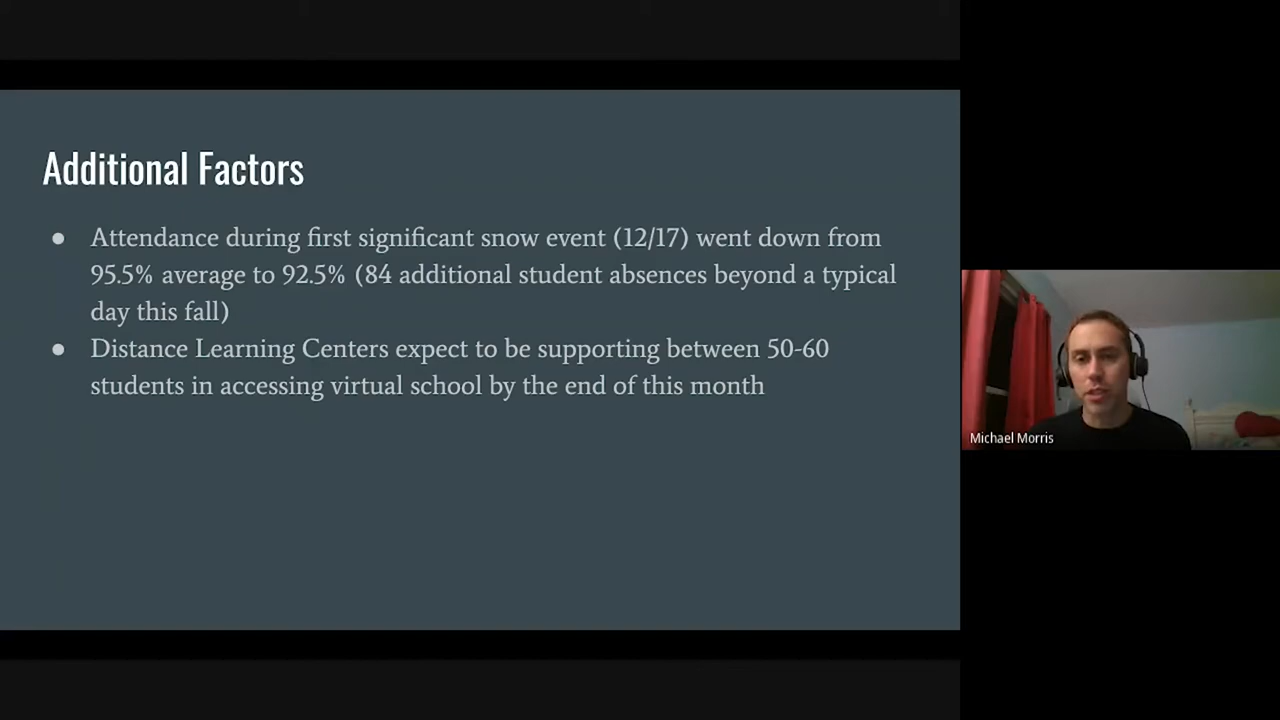 Additional Factors
● Attendance during first significant snow event (12/17) went down from
95.5% average to 92.5% (84 additional student absences beyond a typical
day this fall)
● Distance Learning Centers expect to be supporting between 50-60
students in accessing virtual school by the end of this month
Michael Morris